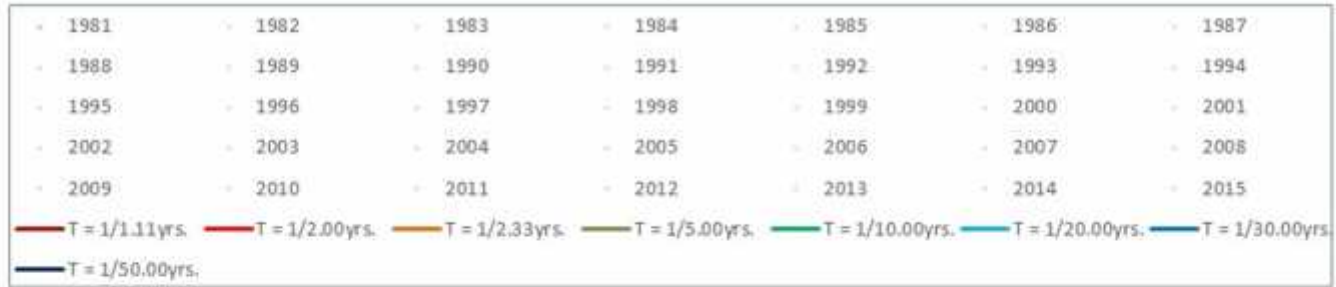 1981 1982 1983 1984 1985 1986 1987
1988 1989 1990 1991 1992 1993 1994
1995 1996 1997 1998 1999 2000 2001
2002 2003 2004 2005 2006 2007 2008
2009 2010 2011 2012 2013 2014 2015
T = 1/1.11yrs. T = 1/2.00yrs. T = 1/2.33yrs. T = 1/5.00yrs. T = 1/10.00yrs. T = 1/20.00yrs. T = 1/30.00yrs.
T = 1/50.00yrs.